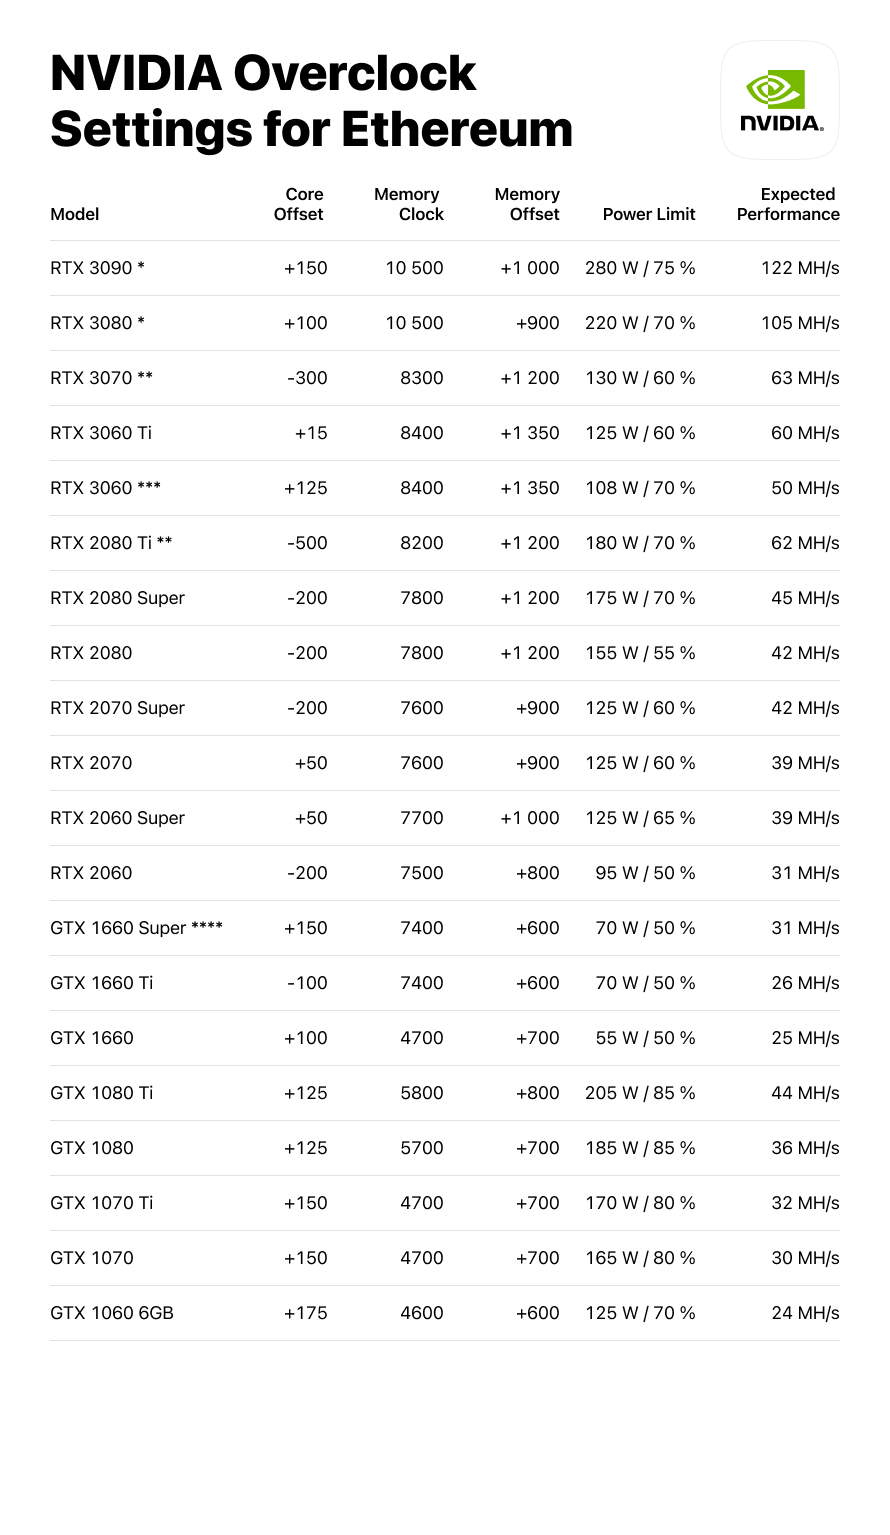 NVIDIA Overclock
Settings for Ethereum
NVIDIA.
Model Core Offset Memory Clock Memory Offset Power Limit Expected Performance
RTX 3090 * +150 10 500 +1 000 280 W / 75 % 122 MH/s
RTX 3080 * +100 10 500 +900 220 W / 70 % 105 MH/s
RTX 3070 ** -300 8300 +1 200 130 W / 60 % 63 MH/s
RTX 3060 Ti +15 8400 +1 350 125 W / 60 % 60 MH/s
RTX 3060 *** +125 8400 +1 350 108 W / 70 % 50 MH/s
RTX 2080 Ti ** -500 8200 +1 200 180 W / 70 % 62 MH/s
RTX 2080 Super -200 7800 +1 200 175 W / 70 % 45 MH/s
RTX 2080 -200 7800 +1 200 155 W / 55 % 42 MH/s
RTX 2070 Super -200 7600 +900 125 W / 60 % 42 MH/s
RTX 2070 +50 7600 +900 125 W / 60 % 39 MH/s
RTX 2060 Super +50 7700 +1 000 125 W / 65 % 39 MH/s
RTX 2060 -200 7500 +800 95 W / 50 % 31 MH/s
GTX 1660 Super **** +150 7400 +600 70 W / 50 % 31 MH/s
GTX 1660 Ti -100 7400 +600 70 W / 50 % 26 MH/s
GTX 1660 +100 4700 +700 55 W / 50 % 25 MH/s
GTX 1080 Ti +125 5800 +800 205 W / 85 % 44 MH/s
GTX 1080 +125 5700 +700 185 W / 85 % 36 MH/s
GTX 1070 Ti +150 4700 +700 170 W / 80 % 32 MH/s
GTX 1070 +150 4700 +700 165 W / 80 % 30 MH/s
GTX 1060 6GB +175 4600 +600 125 W / 70 % 24 MH/s